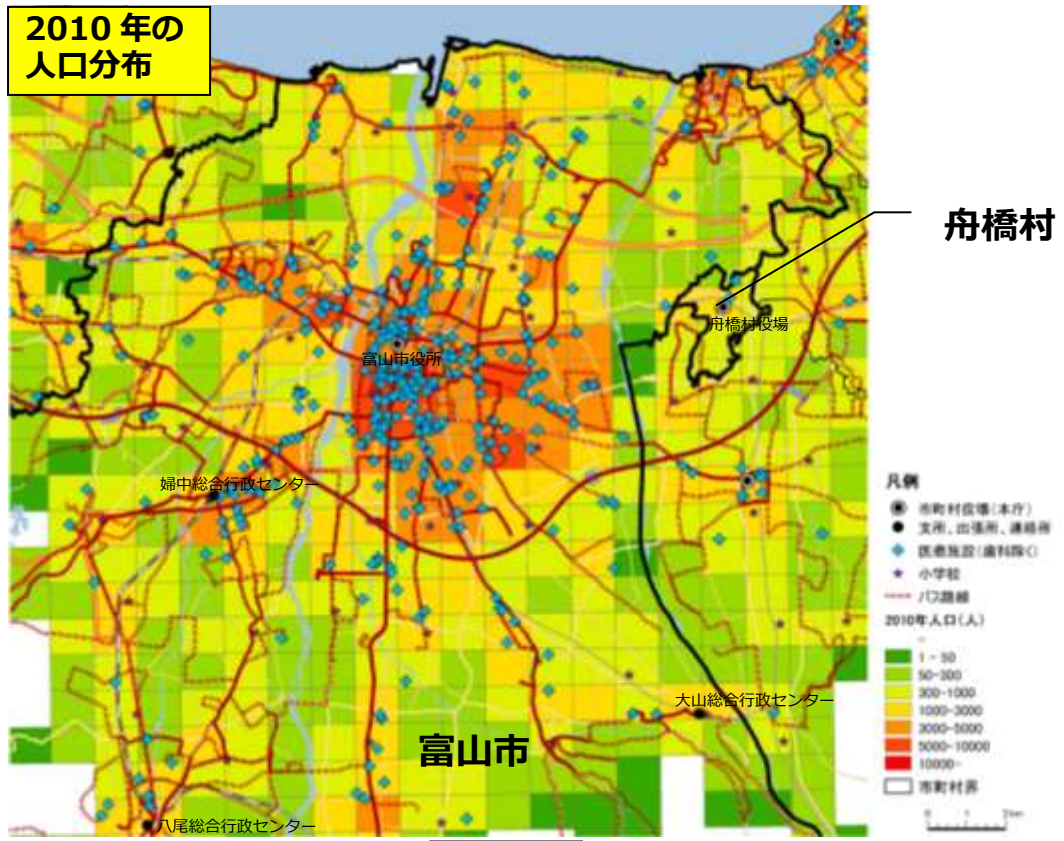 2010 年の
人口分布
舟橋村
舟橋村役場
富山市役所
婦中総合行政センター
大山総合行政センター
富山市
八尾総合行政センター
凡例
市町村役場(本庁)
支所、出張所、連絡所
医療施設(歯科除く)
小学校
バス路線
2010年人口(人)
1 - 50
50-300
300-1000
1000-3000
3000-5000
5000-10000
10000-
市町村界
0 1 2km